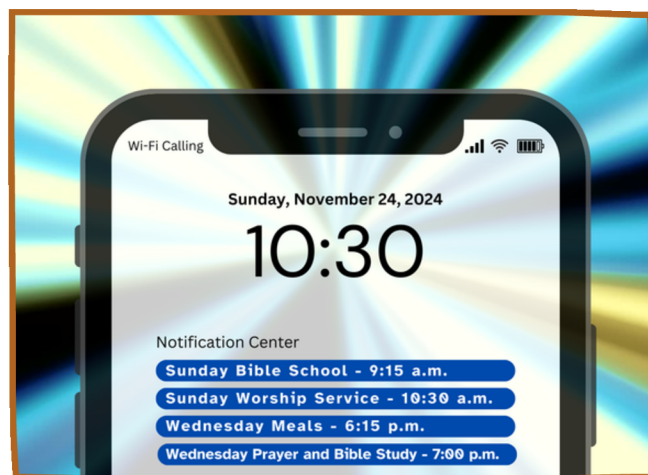 Wi-Fi Calling
Sunday, November 24, 2024
10:30
Notification Center
Sunday Bible School - 9:15 a.m.
Sunday Worship Service - 10:30 a.m.
Wednesday Meals - 6:15 p.m.
Wednesday Prayer and Bible Study - 7:00 p.m.